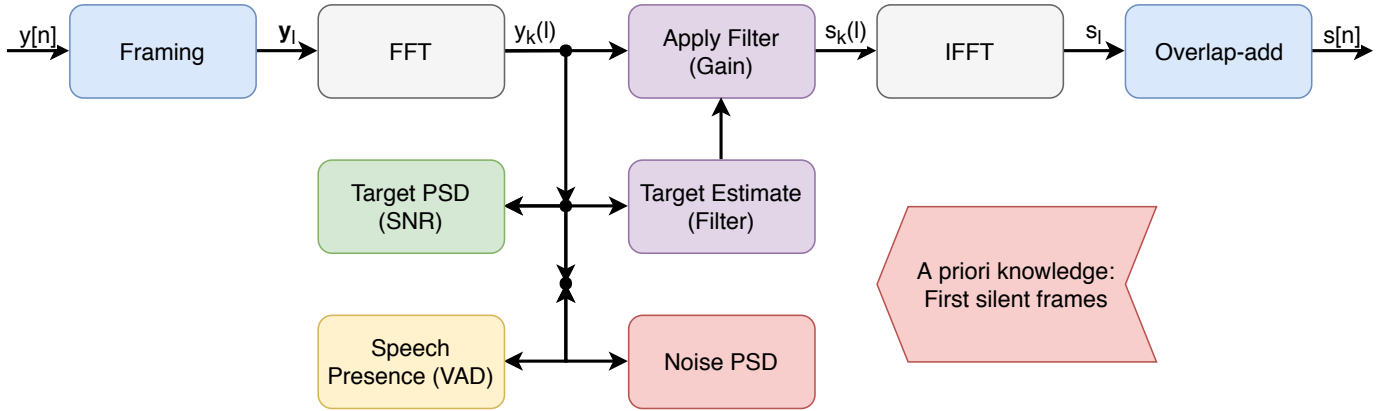 y[n]
Framing
y_l
FFT
y_k(l)
Apply Filter
(Gain)
s_k(l)
IFFT
s_l
Overlap-add
s[n]
Target PSD
(SNR)
Target Estimate
(Filter)
A priori knowledge:
First silent frames
Speech
Presence (VAD)
Noise PSD